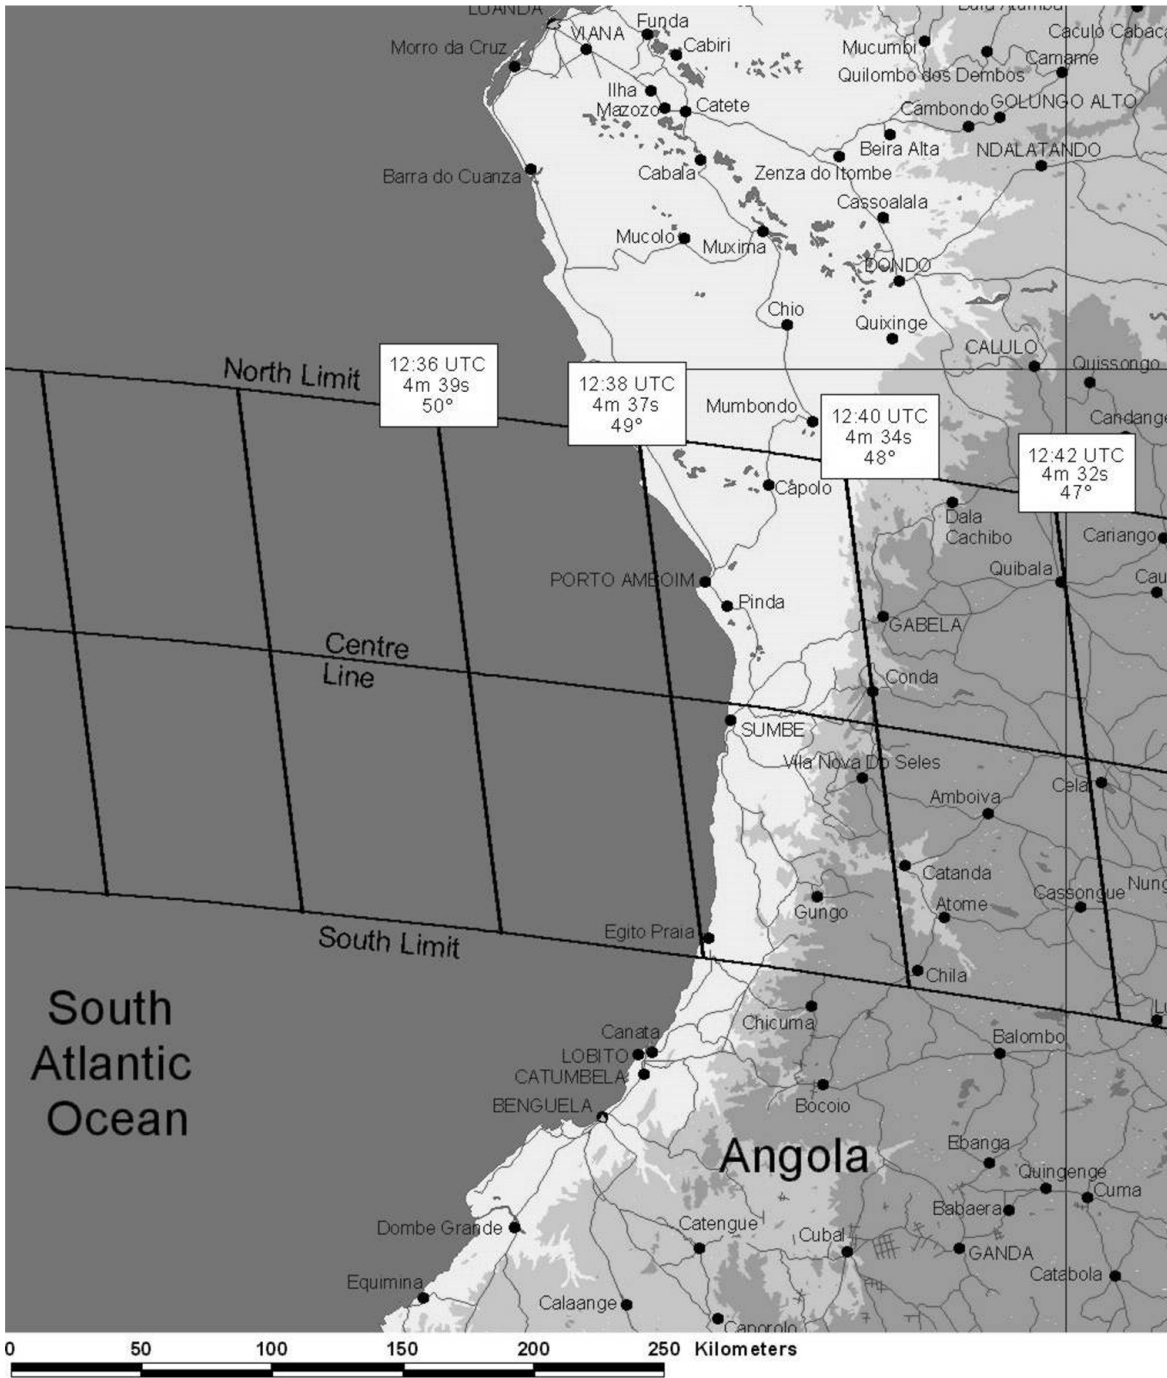 LUANDA
Funda
VIANA
Morro da Cruz
Cabiri
Mucumbi
Caculo Cabaca
Camame
Quilombo dos Dembos
Ilha
Mazozo
Catete
Cambondo
GOLUNGO ALTO
Beira Alta
NDALATANDO
Barra do Cuanza
Cabala
Zenza do Itombe
Cassoalala
Mucolo
Muxima
DONDO
Chio
Quixinge
CALULO
Quissongo
North Limit
12:36 UTC
4m 39s
50°
12:38 UTC
4m 37s
49°
Mumbondo
12:40 UTC
4m 34s
48°
Candange
12:42 UTC
4m 32s
47°
Capolo
Dala
Cachibo
Cariango
PORTO AMBOIM
Quibala
Cau
Pinda
GABELA
Centre
Line
Conda
SUMBE
Vila Nova Do Seles
Cela
Amboiva
Catanda
Nung
Gungo
Atome
Cassongue
South Limit
Egito Praia
Chila
South
Atlantic
Ocean
Chicuma
Canata
LOBITO
Balombo
CATUMBELA
BENGUELA
Bocoio
Angola
Ebanga
Quingenge
Cuma
Babaera
Dombe Grande
Catengue
Cubal
GANDA
Catabola
Equimina
Calaange
Caporolo
0 50 100 150 200 250 Kilometers